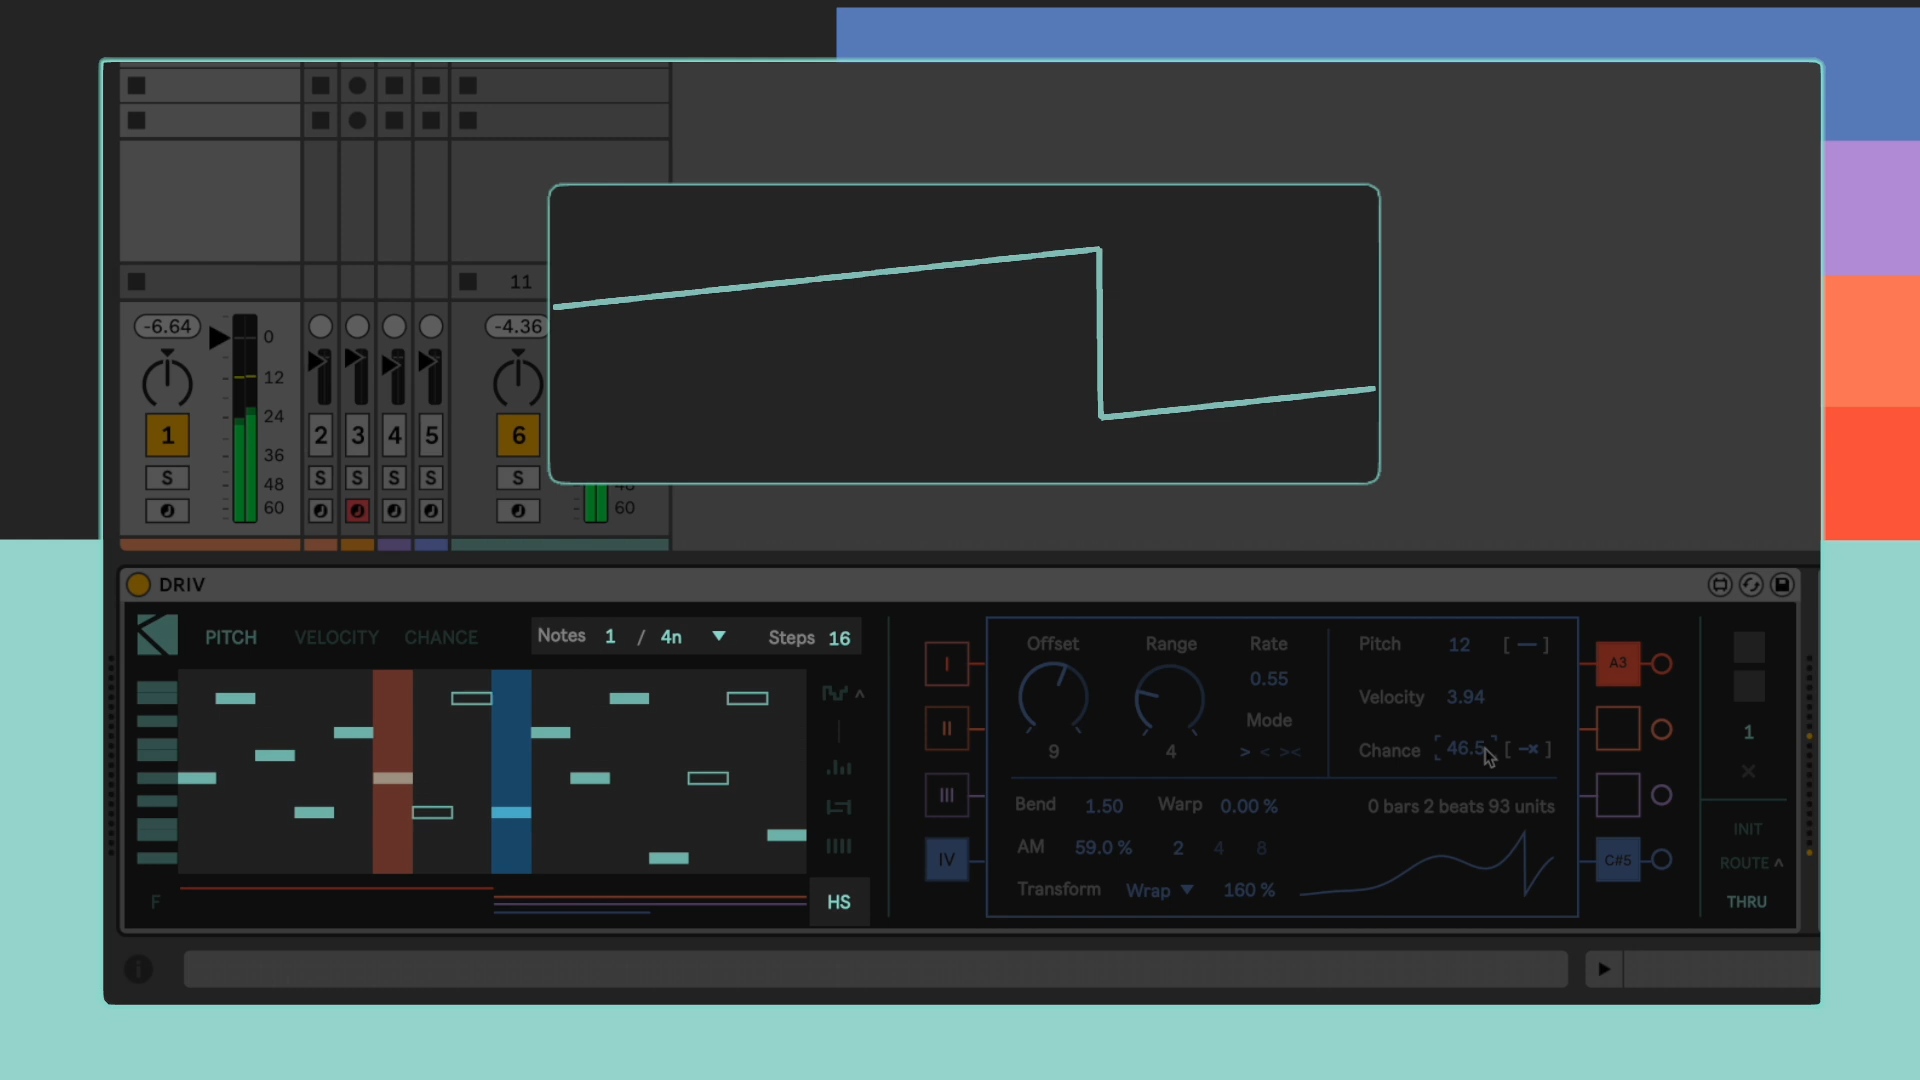 11
-6.64
0
-4.36
12
24
1
2
3
4
5
6
36
S
S
S
S
S
S
48
60
60
DRIV
PITCH VELOCITY CHANCE
Notes 1 / 4n
Steps 16
F
HS
I
II
III
IV
Offset
9
Range
4
Rate
0.55
Mode
> < ><
Pitch 12 [ — ]
Velocity 3.94
Chance 46.5 [ –× ]
Bend 1.50 Warp 0.00 % 0 bars 2 beats 93 units
AM 59.0 % 2 4 8
Transform Wrap 160 %
A3
C#5
1
INIT
ROUTE
THRU